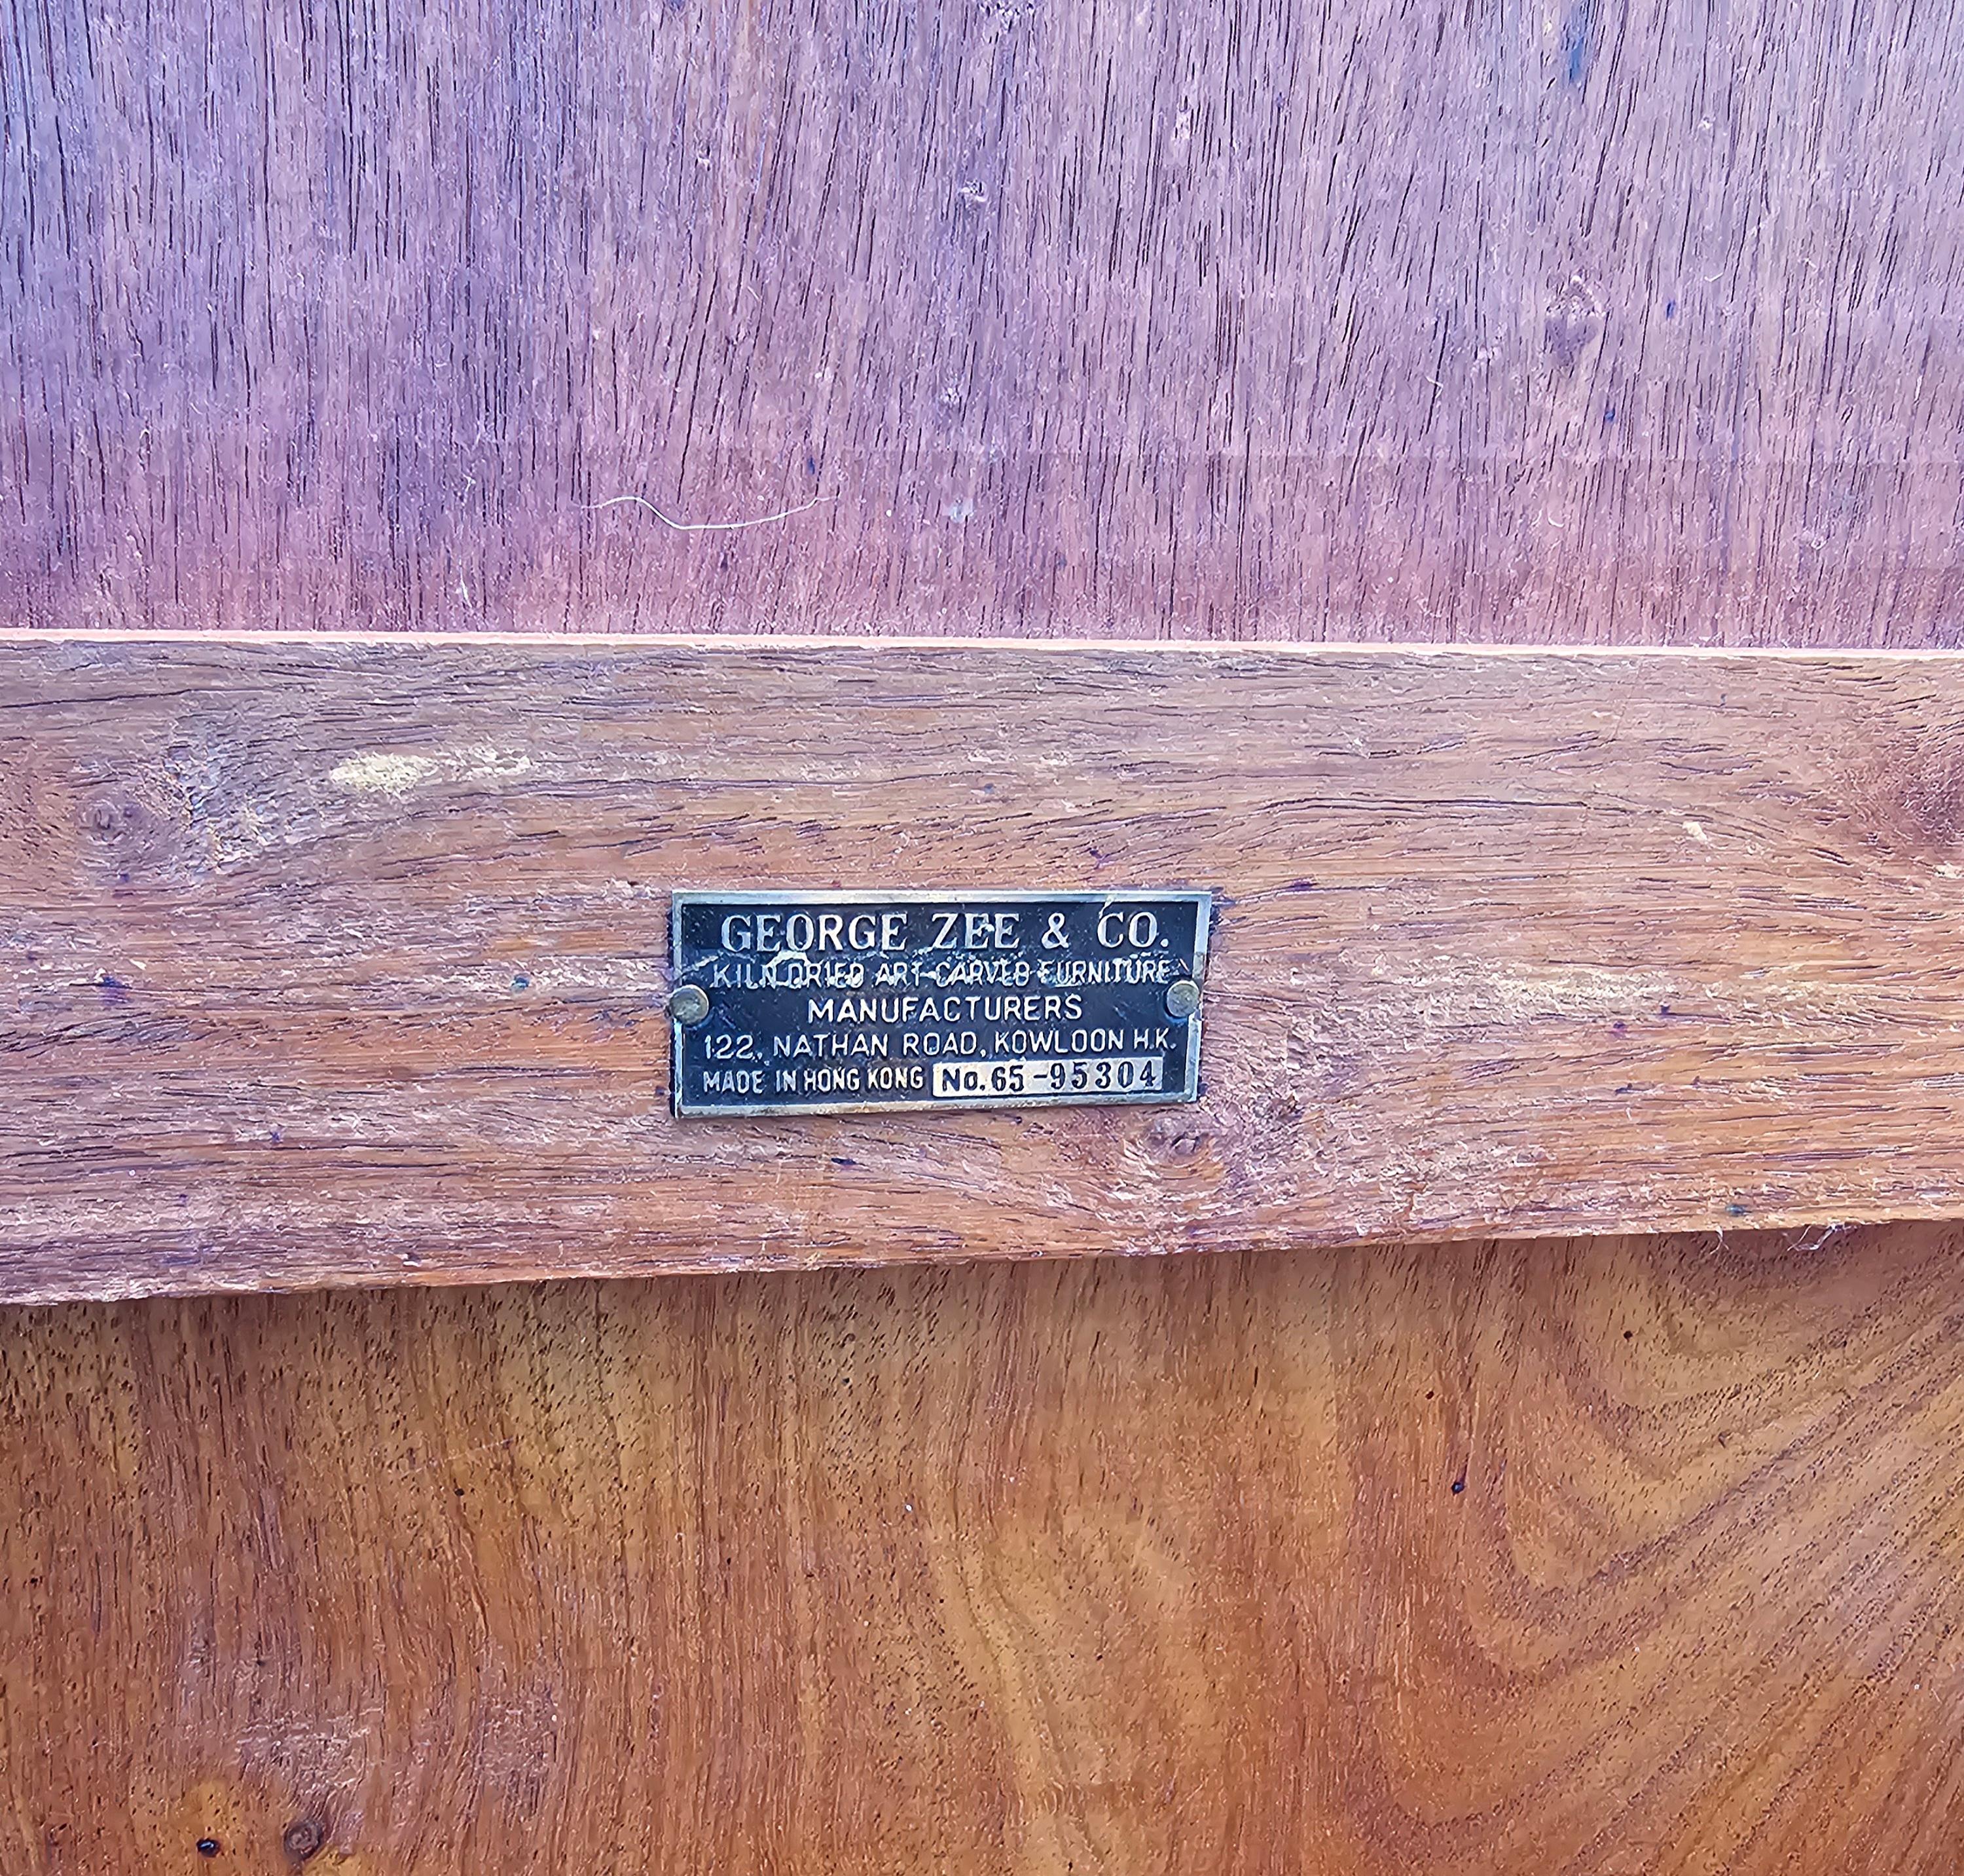 GEORGE ZEE & CO.
KILN DRIED ART-CARVED FURNITURE
MANUFACTURERS
122, NATHAN ROAD, KOWLOON H.K.
MADE IN HONG KONG No. 65-95304